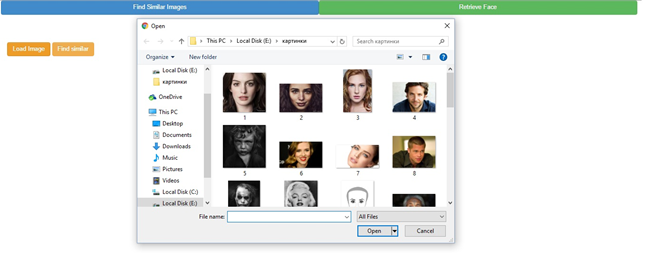 Find Similar Images
Retrieve Face
Load Image
Find similar
Open
This PC > Local Disk (E:) > картинки
Search картинки
Organize
New folder
Local Disk (E:)
картинки
OneDrive
This PC
Desktop
Documents
Downloads
Music
Pictures
Videos
Local Disk (C:)
Local Disk (E:)
1 2 3 4
5 6 7 8
File name:
All Files
Open
Cancel